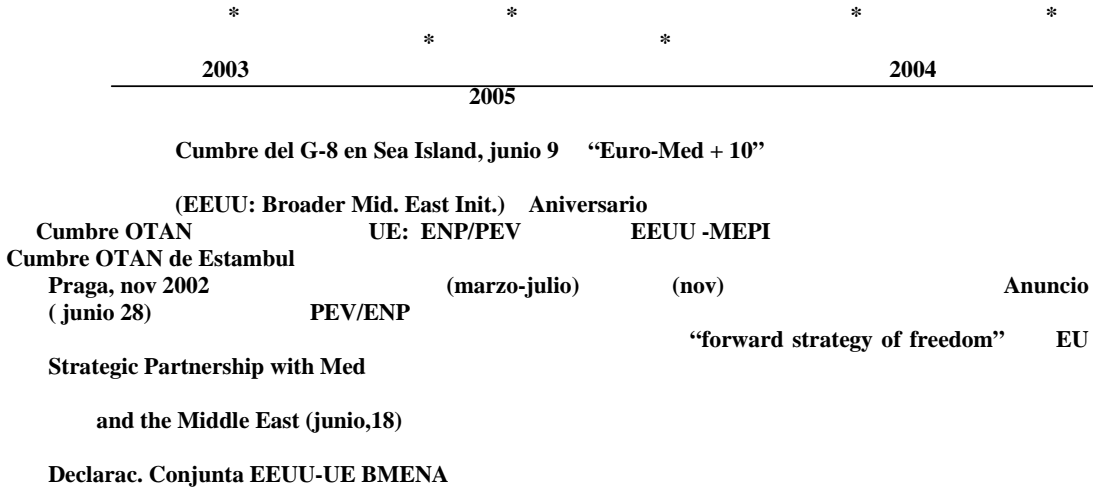 * * * *
* *
2003 2004
2005
Cumbre del G-8 en Sea Island, junio 9 “Euro-Med + 10”
(EEUU: Broader Mid. East Init.) Aniversario
Cumbre OTAN UE: ENP/PEV EEUU -MEPI
Cumbre OTAN de Estambul
Praga, nov 2002 (marzo-julio) (nov) Anuncio
( junio 28) PEV/ENP
“forward strategy of freedom” EU
Strategic Partnership with Med
and the Middle East (junio,18)
Declarac. Conjunta EEUU-UE BMENA